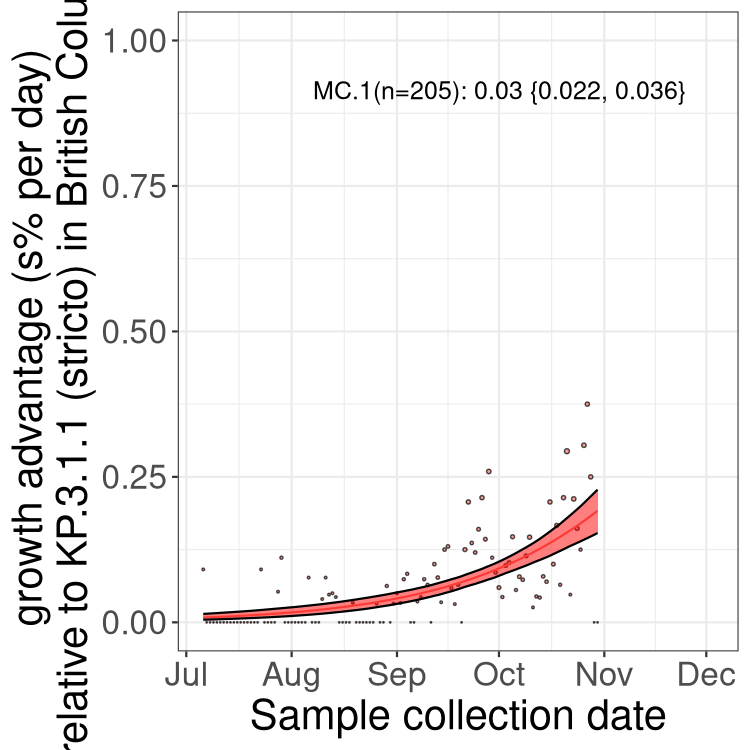 growth advantage (s% per day)
relative to KP.3.1.1 (stricto) in British Colu
1.00
0.75
0.50
0.25
0.00
MC.1(n=205): 0.03 {0.022, 0.036}
Jul Aug Sep Oct Nov Dec
Sample collection date